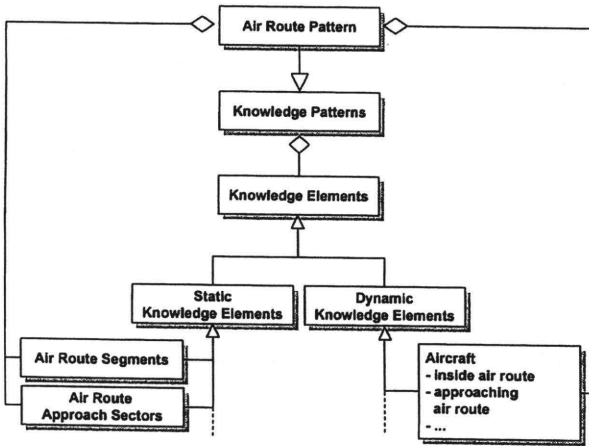 Air Route Pattern
Knowledge Patterns
Knowledge Elements
Static
Knowledge Elements
Dynamic
Knowledge Elements
Air Route Segments
Air Route
Approach Sectors
Aircraft
- inside air route
- approaching
air route
- ...